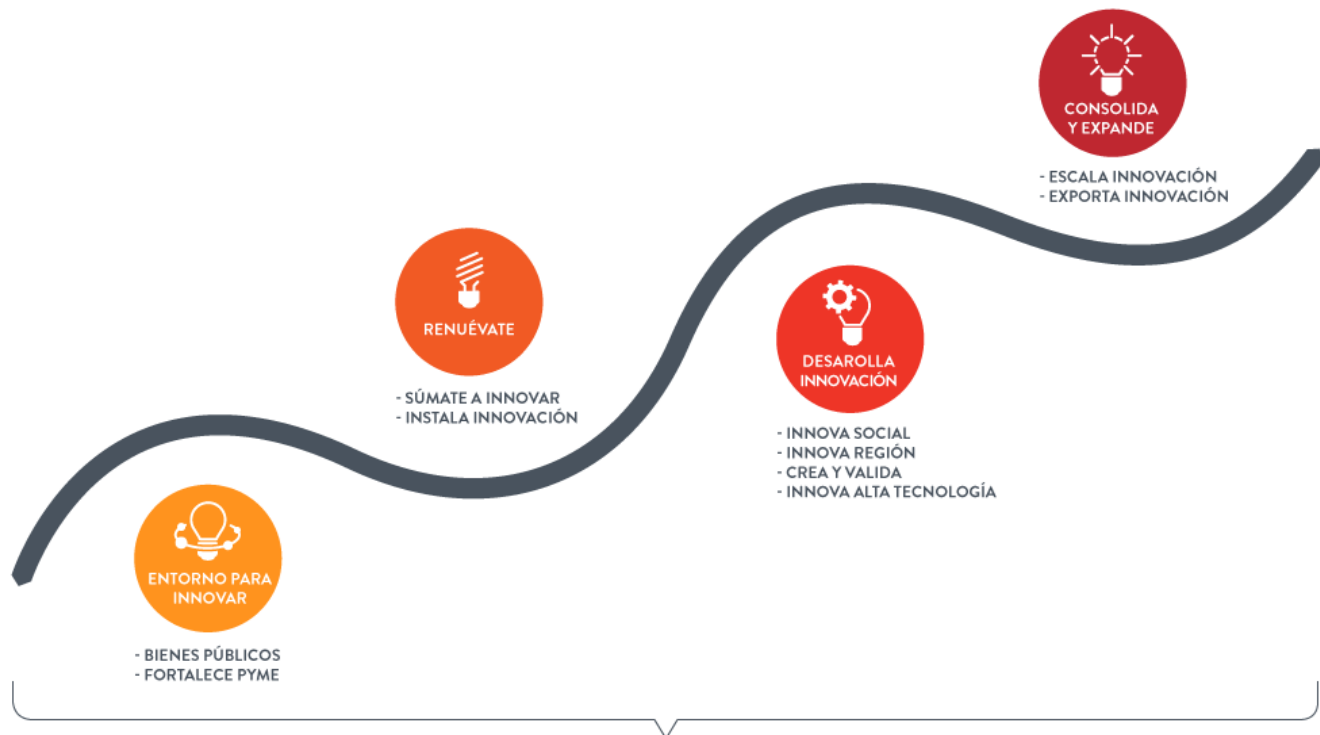 ENTORNO PARA
INNOVAR
- BIENES PÚBLICOS
- FORTALECE PYME
RENUÉVATE
- SÚMATE A INNOVAR
- INSTALA INNOVACIÓN
DESAROLLA
INNOVACIÓN
- INNOVA SOCIAL
- INNOVA REGIÓN
- CREA Y VALIDA
- INNOVA ALTA TECNOLOGÍA
CONSOLIDA
Y EXPANDE
- ESCALA INNOVACIÓN
- EXPORTA INNOVACIÓN